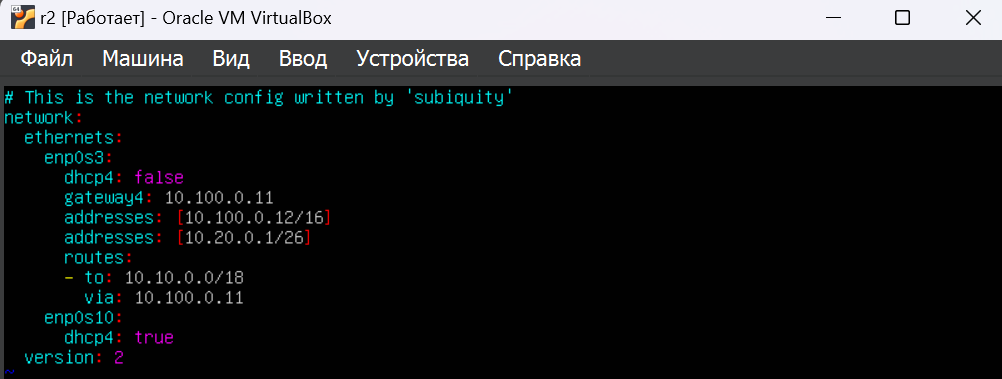 r2 [Работает] - Oracle VM VirtualBox
Файл Машина Вид Ввод Устройства Справка
# This is the network config written by 'subiquity'
network:
  ethernets:
    enp0s3:
      dhcp4: false
      gateway4: 10.100.0.11
      addresses: [10.100.0.12/16]
      addresses: [10.20.0.1/26]
      routes:
      - to: 10.10.0.0/18
        via: 10.100.0.11
    enp0s10:
      dhcp4: true
  version: 2
~